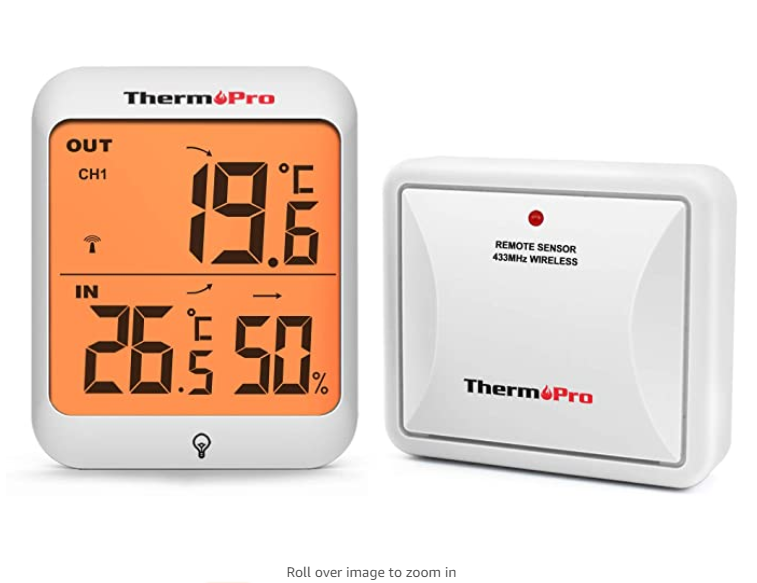 ThermoPro
OUT
CH1
19.6 °C
IN
26.5 °C 50%
REMOTE SENSOR
433MHz WIRELESS
ThermoPro
Roll over image to zoom in